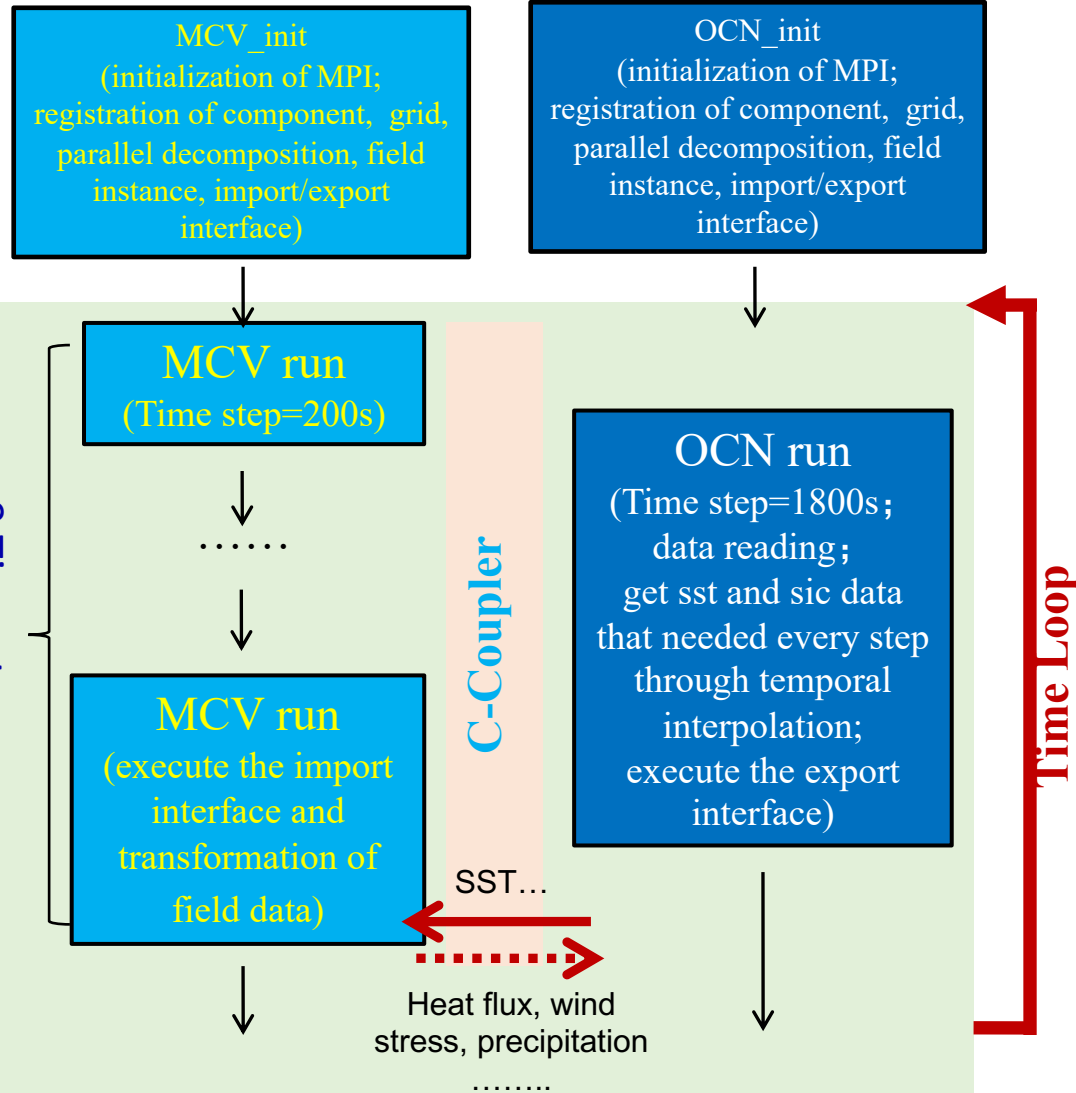 MCV_init
(initialization of MPI;
registration of component, grid,
parallel decomposition, field
instance, import/export
interface)
OCN_init
(initialization of MPI;
registration of component, grid,
parallel decomposition, field
instance, import/export
interface)
MCV run
(Time step=200s)
......
MCV run
(execute the import
interface and
transformation of
field data)
C-Coupler
OCN run
(Time step=1800s；
data reading；
get sst and sic data
that needed every step
through temporal
interpolation;
execute the export
interface)
SST…
Heat flux, wind
stress, precipitation
……..
Time Loop